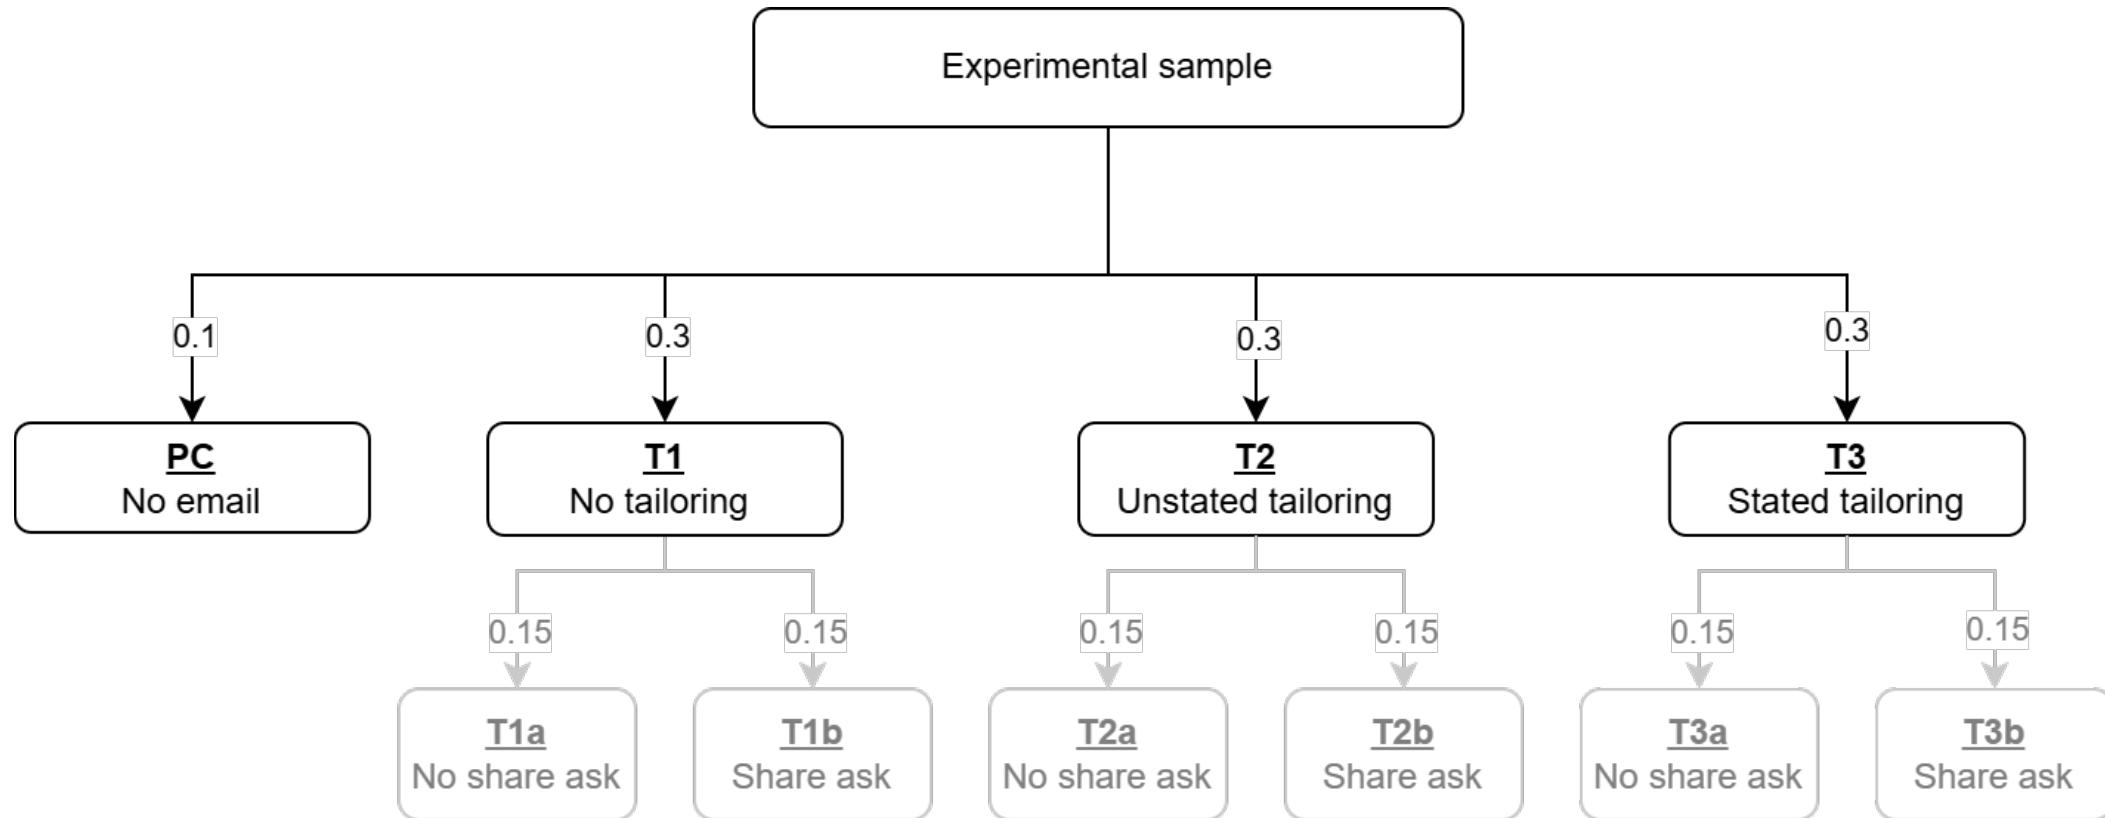 Experimental sample
0.1
0.3
0.3
0.3
PC
No email
T1
No tailoring
T2
Unstated tailoring
T3
Stated tailoring
0.15
0.15
0.15
0.15
0.15
0.15
T1a
No share ask
T1b
Share ask
T2a
No share ask
T2b
Share ask
T3a
No share ask
T3b
Share ask